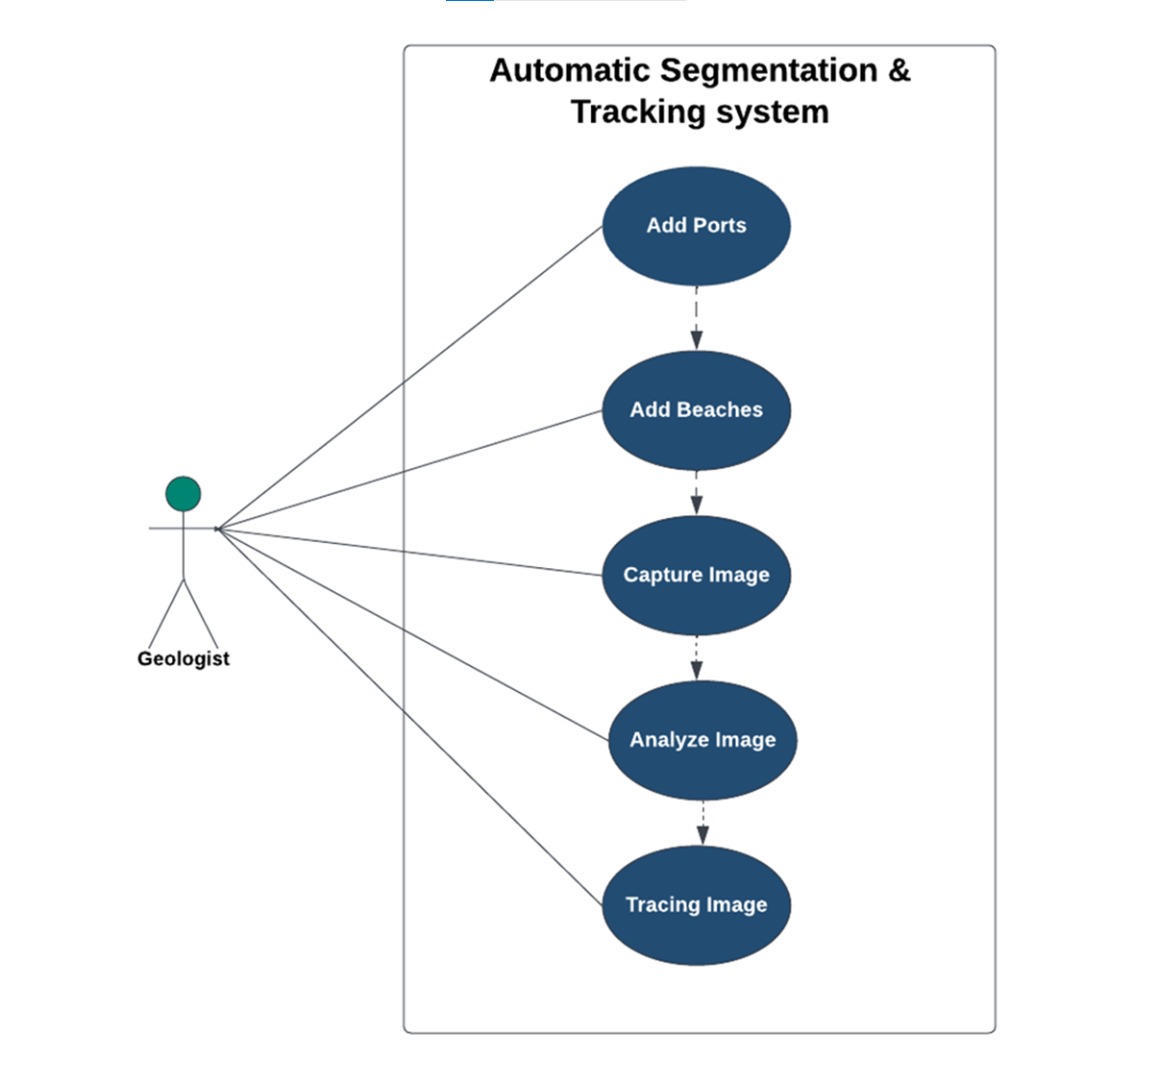 Automatic Segmentation &
Tracking system
Add Ports
Add Beaches
Capture Image
Geologist
Analyze Image
Tracing Image